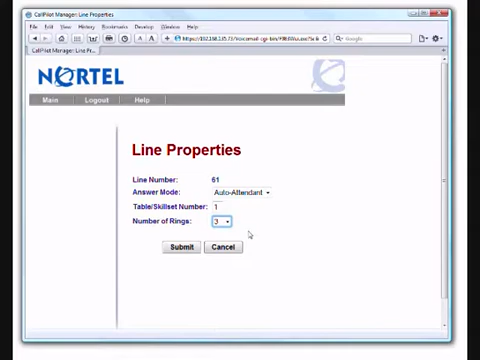 CallPilot Manager: Line Properties
File Edit View History Bookmarks Develop Window Help
Google
CallPilot Manager: Line Pr...
NORTEL
Main Logout Help
Line Properties
Line Number: 61
Answer Mode: Auto-Attendant
Table/Skillset Number: 1
Number of Rings: 3
Submit Cancel